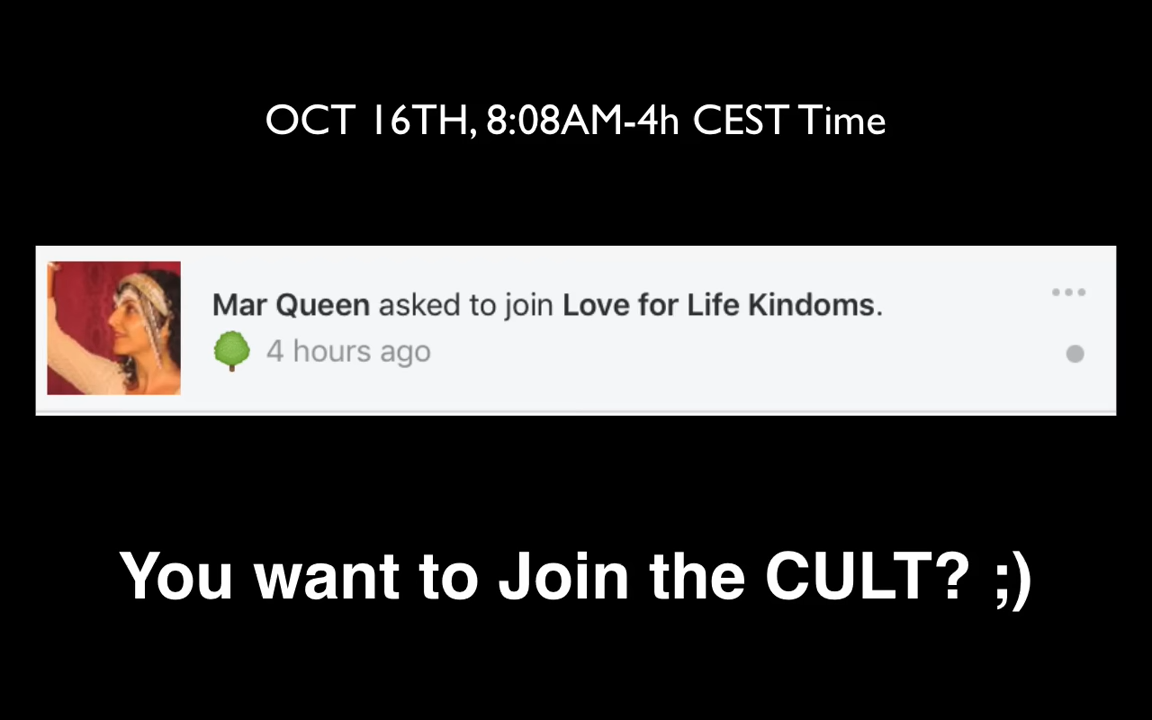 OCT 16TH, 8:08AM-4h CEST Time
Mar Queen asked to join Love for Life Kindoms.
4 hours ago
You want to Join the CULT? ;)